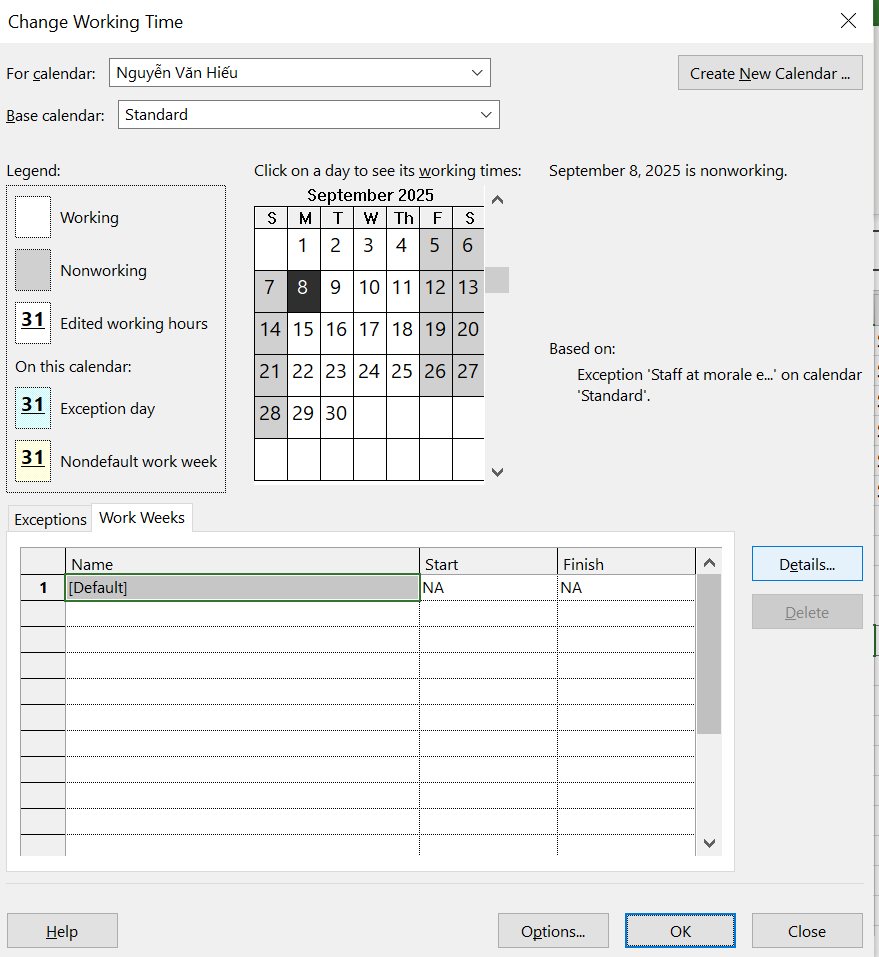 Change Working Time
For calendar: Nguyễn Văn Hiếu
Create New Calendar ...
Base calendar: Standard
Legend:
Click on a day to see its working times:
September 8, 2025 is nonworking.
Working
Nonworking
31 Edited working hours
On this calendar:
31 Exception day
31 Nondefault work week
September 2025
S M T W Th F S
1 2 3 4 5 6
7 8 9 10 11 12 13
14 15 16 17 18 19 20
21 22 23 24 25 26 27
28 29 30
Based on:
Exception 'Staff at morale e...' on calendar
'Standard'.
Exceptions Work Weeks
Name Start Finish
1 [Default] NA NA
Details...
Delete
Help
Options...
OK
Close